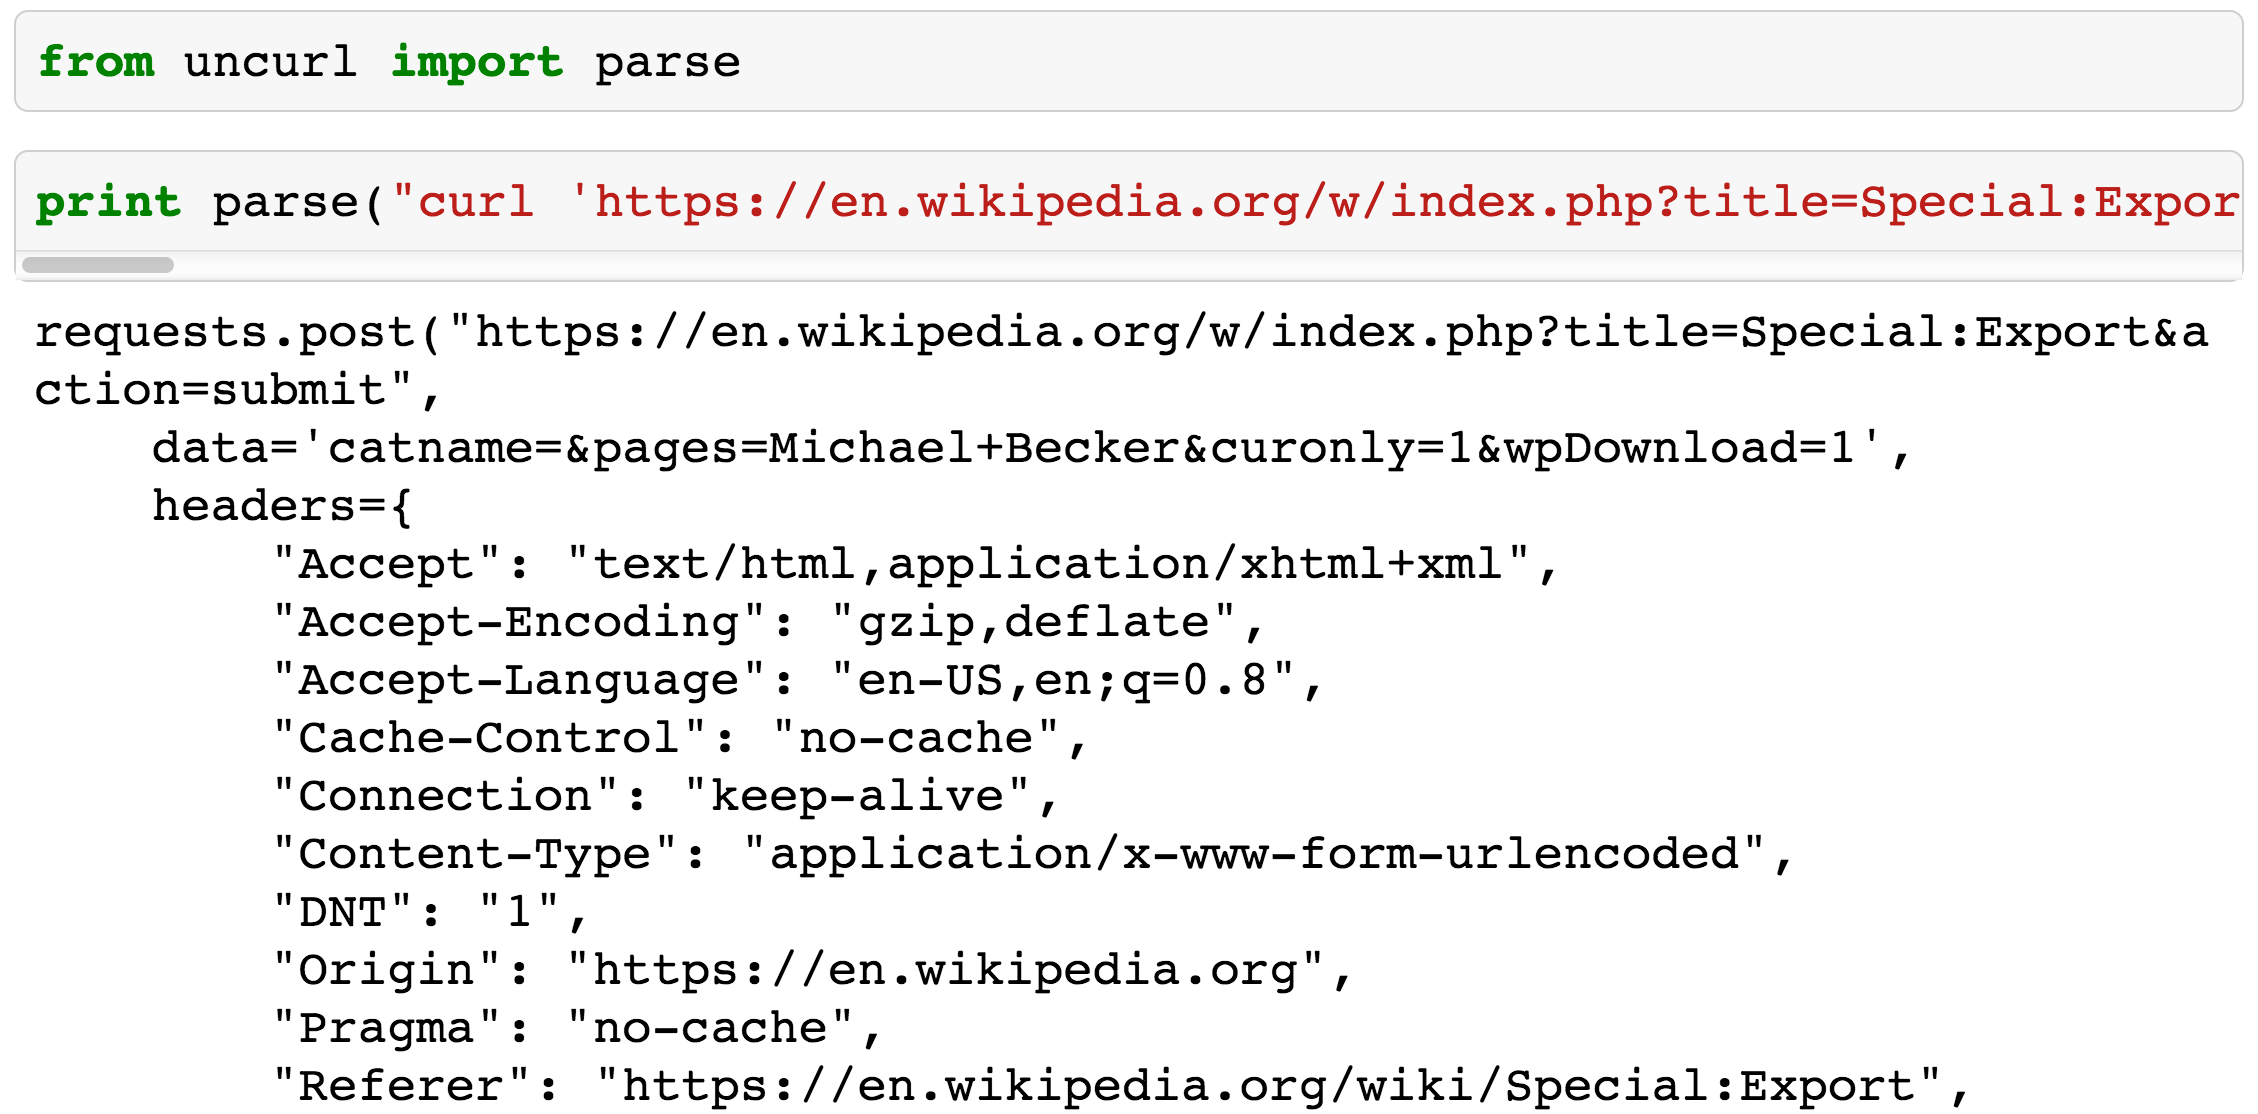 from uncurl import parse
print parse("curl 'https://en.wikipedia.org/w/index.php?title=Special:Expor
requests.post("https://en.wikipedia.org/w/index.php?title=Special:Export&a
ction=submit",
    data='catname=&pages=Michael+Becker&curonly=1&wpDownload=1',
    headers={
        "Accept": "text/html,application/xhtml+xml",
        "Accept-Encoding": "gzip,deflate",
        "Accept-Language": "en-US,en;q=0.8",
        "Cache-Control": "no-cache",
        "Connection": "keep-alive",
        "Content-Type": "application/x-www-form-urlencoded",
        "DNT": "1",
        "Origin": "https://en.wikipedia.org",
        "Pragma": "no-cache",
        "Referer": "https://en.wikipedia.org/wiki/Special:Export",